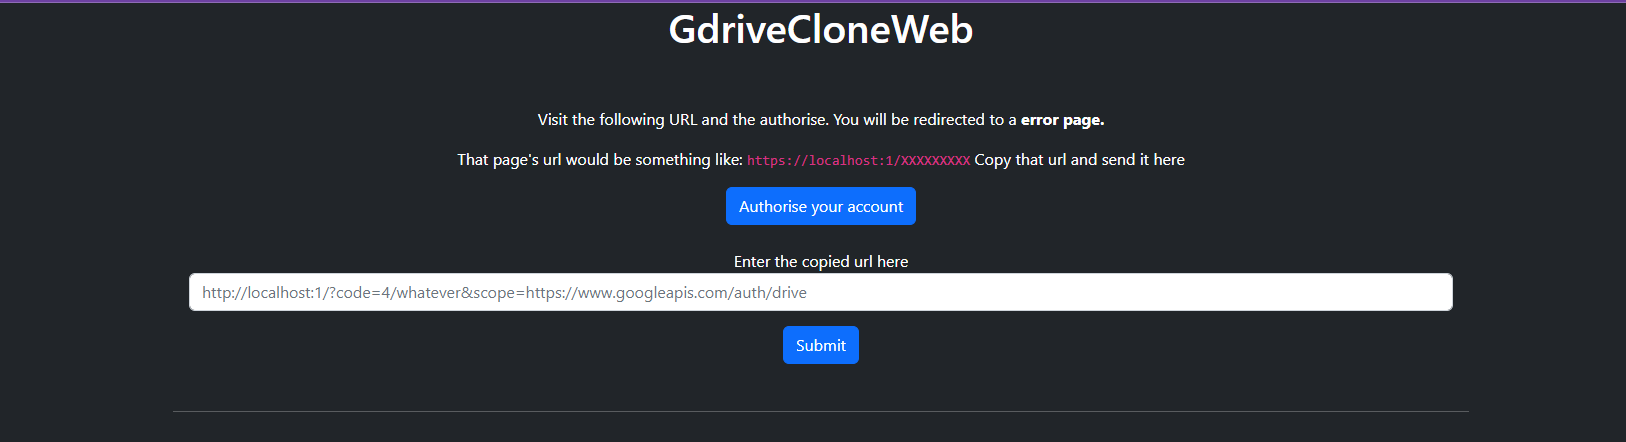 GdriveCloneWeb
Visit the following URL and the authorise. You will be redirected to a error page.
That page's url would be something like: https://localhost:1/XXXXXXXXX Copy that url and send it here
Authorise your account
Enter the copied url here
http://localhost:1/?code=4/whatever&scope=https://www.googleapis.com/auth/drive
Submit